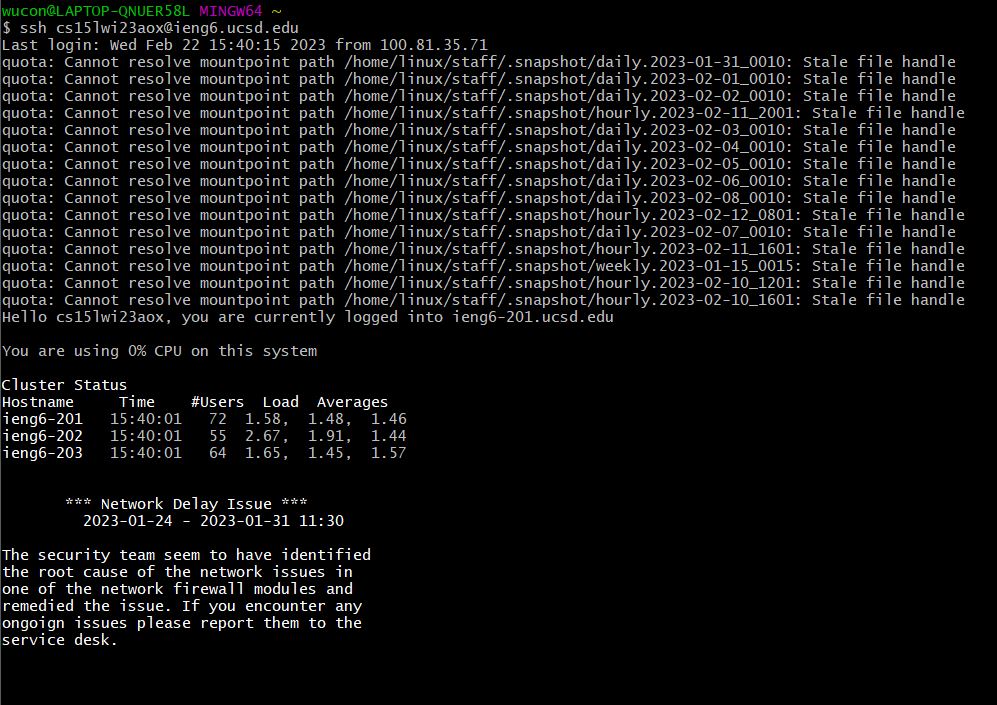 wucon@LAPTOP-QNUER58L MINGW64 ~
$ ssh cs15lwi23aox@ieng6.ucsd.edu
Last login: Wed Feb 22 15:40:15 2023 from 100.81.35.71
quota: Cannot resolve mountpoint path /home/linux/staff/.snapshot/daily.2023-01-31_0010: Stale file handle
quota: Cannot resolve mountpoint path /home/linux/staff/.snapshot/daily.2023-02-01_0010: Stale file handle
quota: Cannot resolve mountpoint path /home/linux/staff/.snapshot/daily.2023-02-02_0010: Stale file handle
quota: Cannot resolve mountpoint path /home/linux/staff/.snapshot/hourly.2023-02-11_2001: Stale file handle
quota: Cannot resolve mountpoint path /home/linux/staff/.snapshot/daily.2023-02-03_0010: Stale file handle
quota: Cannot resolve mountpoint path /home/linux/staff/.snapshot/daily.2023-02-04_0010: Stale file handle
quota: Cannot resolve mountpoint path /home/linux/staff/.snapshot/daily.2023-02-05_0010: Stale file handle
quota: Cannot resolve mountpoint path /home/linux/staff/.snapshot/daily.2023-02-06_0010: Stale file handle
quota: Cannot resolve mountpoint path /home/linux/staff/.snapshot/daily.2023-02-08_0010: Stale file handle
quota: Cannot resolve mountpoint path /home/linux/staff/.snapshot/hourly.2023-02-12_0801: Stale file handle
quota: Cannot resolve mountpoint path /home/linux/staff/.snapshot/daily.2023-02-07_0010: Stale file handle
quota: Cannot resolve mountpoint path /home/linux/staff/.snapshot/hourly.2023-02-11_1601: Stale file handle
quota: Cannot resolve mountpoint path /home/linux/staff/.snapshot/weekly.2023-01-15_0015: Stale file handle
quota: Cannot resolve mountpoint path /home/linux/staff/.snapshot/hourly.2023-02-10_1201: Stale file handle
quota: Cannot resolve mountpoint path /home/linux/staff/.snapshot/hourly.2023-02-10_1601: Stale file handle
Hello cs15lwi23aox, you are currently logged into ieng6-201.ucsd.edu
You are using 0% CPU on this system
Cluster Status
Hostname     Time    #Users  Load  Averages
ieng6-201   15:40:01   72  1.58,  1.48,  1.46
ieng6-202   15:40:01   55  2.67,  1.91,  1.44
ieng6-203   15:40:01   64  1.65,  1.45,  1.57
*** Network Delay Issue ***
2023-01-24 - 2023-01-31 11:30
The security team seem to have identified
the root cause of the network issues in
one of the network firewall modules and
remedied the issue. If you encounter any
ongoign issues please report them to the
service desk.